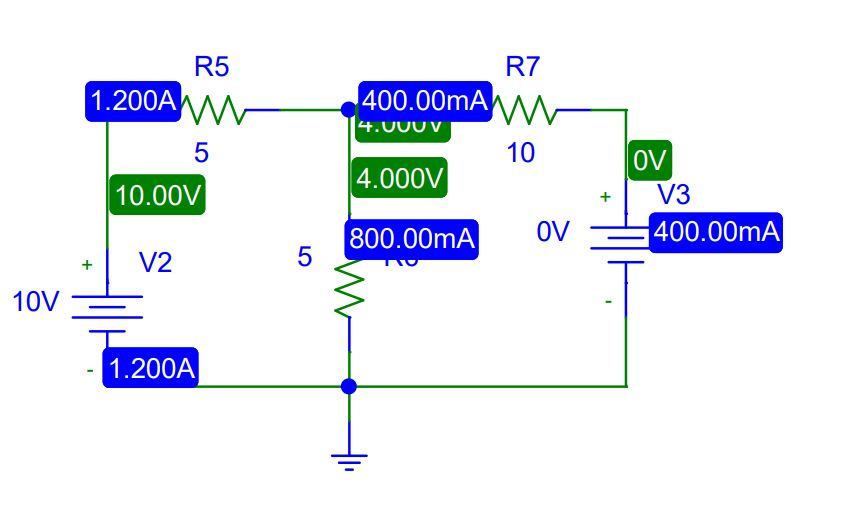 R5
R7
1.200A
400.00mA
4.000V
5
10
0V
4.000V
10.00V
+
V3
800.00mA
0V
400.00mA
5
+
V2
10V
-
-
1.200A